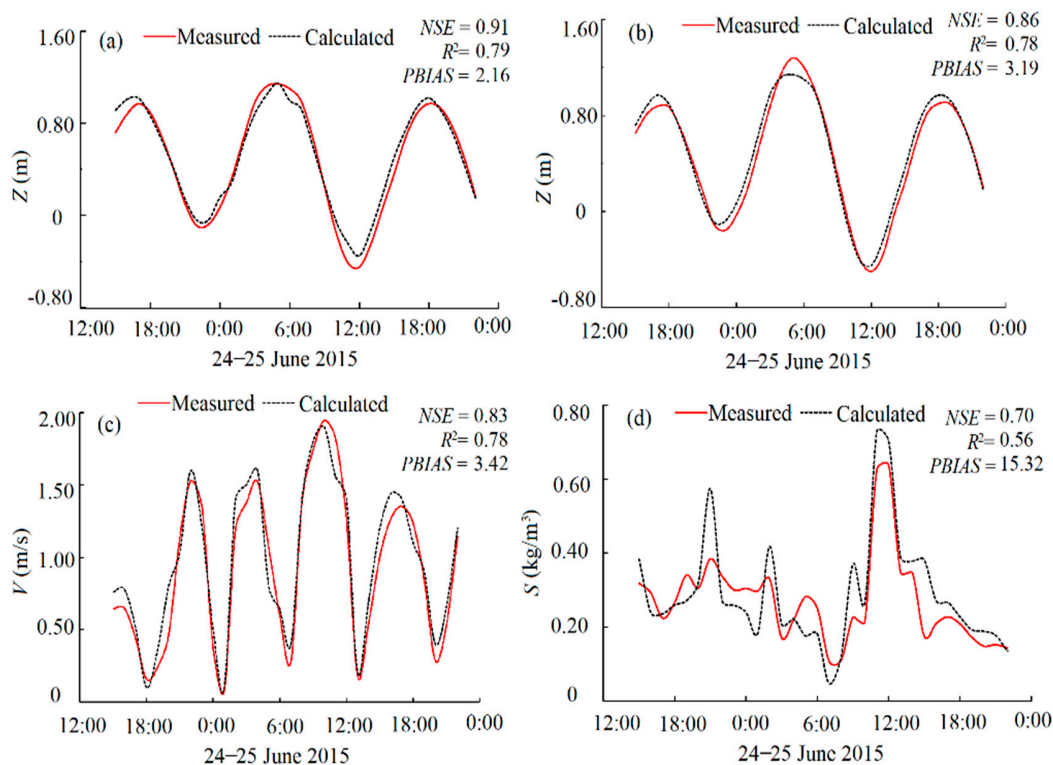 (a) Measured Calculated NSE = 0.91
R²= 0.79
PBIAS = 2.16
1.60
0.80
0
-0.80
Z (m)
12:00 18:00 0:00 6:00 12:00 18:00 0:00
24–25 June 2015
(b) Measured Calculated NSE = 0.86
R²= 0.78
PBIAS = 3.19
1.60
0.80
0
-0.80
Z (m)
12:00 18:00 0:00 6:00 12:00 18:00 0:00
24–25 June 2015
(c) Measured Calculated NSE = 0.83
R²= 0.78
PBIAS = 3.42
2.00
1.50
1.00
0.50
0
V (m/s)
12:00 18:00 0:00 6:00 12:00 18:00 0:00
24–25 June 2015
(d) Measured Calculated NSE = 0.70
R²= 0.56
PBIAS = 15.32
0.80
0.60
0.40
0.20
0
S (kg/m³)
12:00 18:00 0:00 6:00 12:00 18:00 0:00
24–25 June 2015